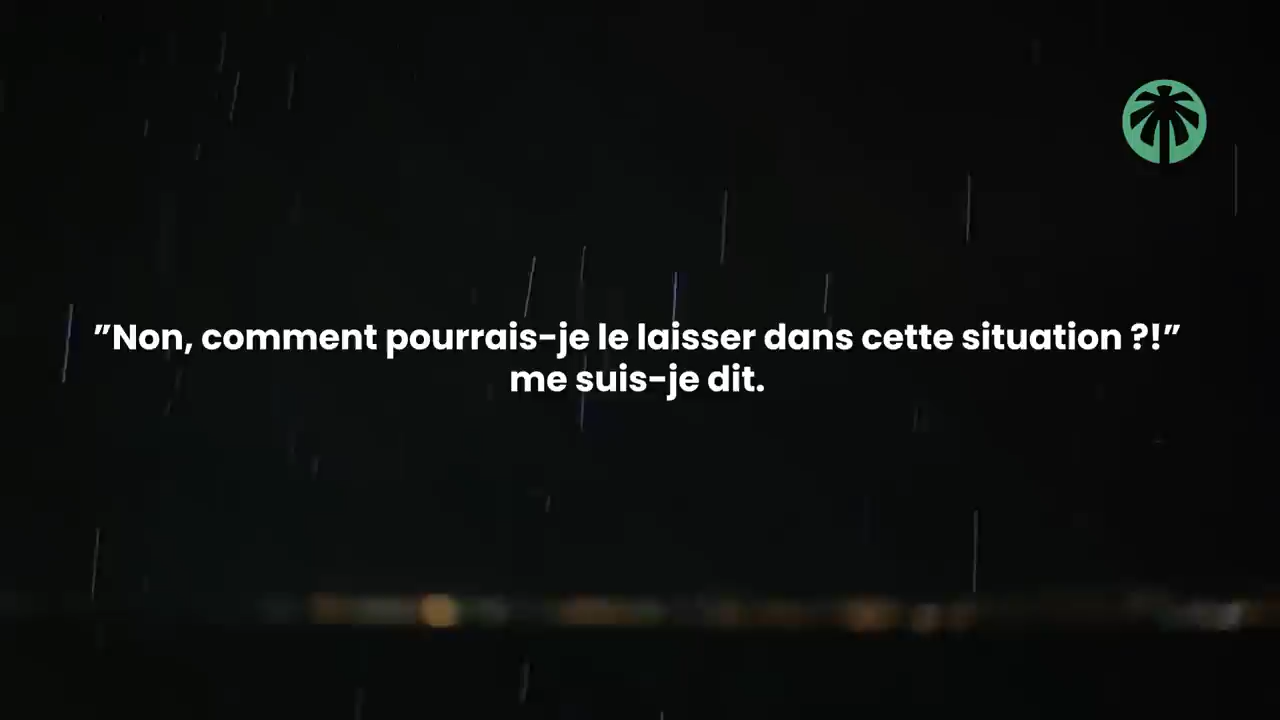 ”Non, comment pourrais-je le laisser dans cette situation ?!”
me suis-je dit.